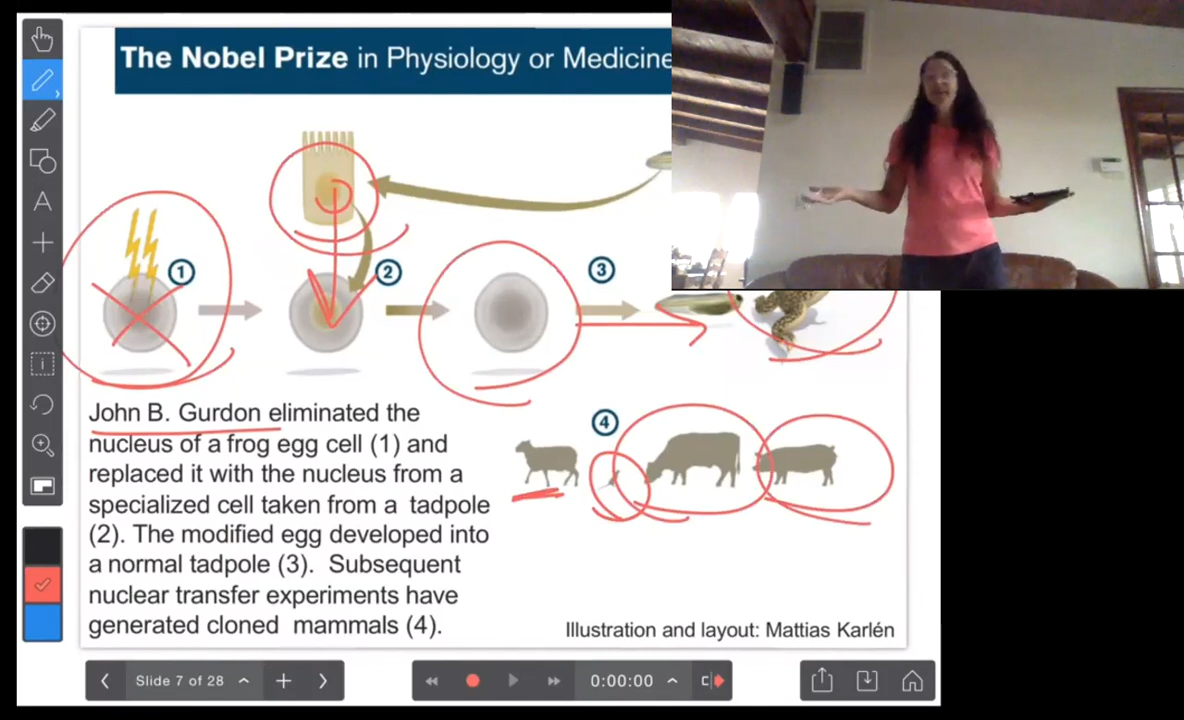 The Nobel Prize in Physiology or Medicine
1
2
3
4
John B. Gurdon eliminated the
nucleus of a frog egg cell (1) and
replaced it with the nucleus from a
specialized cell taken from a tadpole
(2). The modified egg developed into
a normal tadpole (3). Subsequent
nuclear transfer experiments have
generated cloned mammals (4).
Illustration and layout: Mattias Karlén
A
Slide 7 of 28
0:00:00